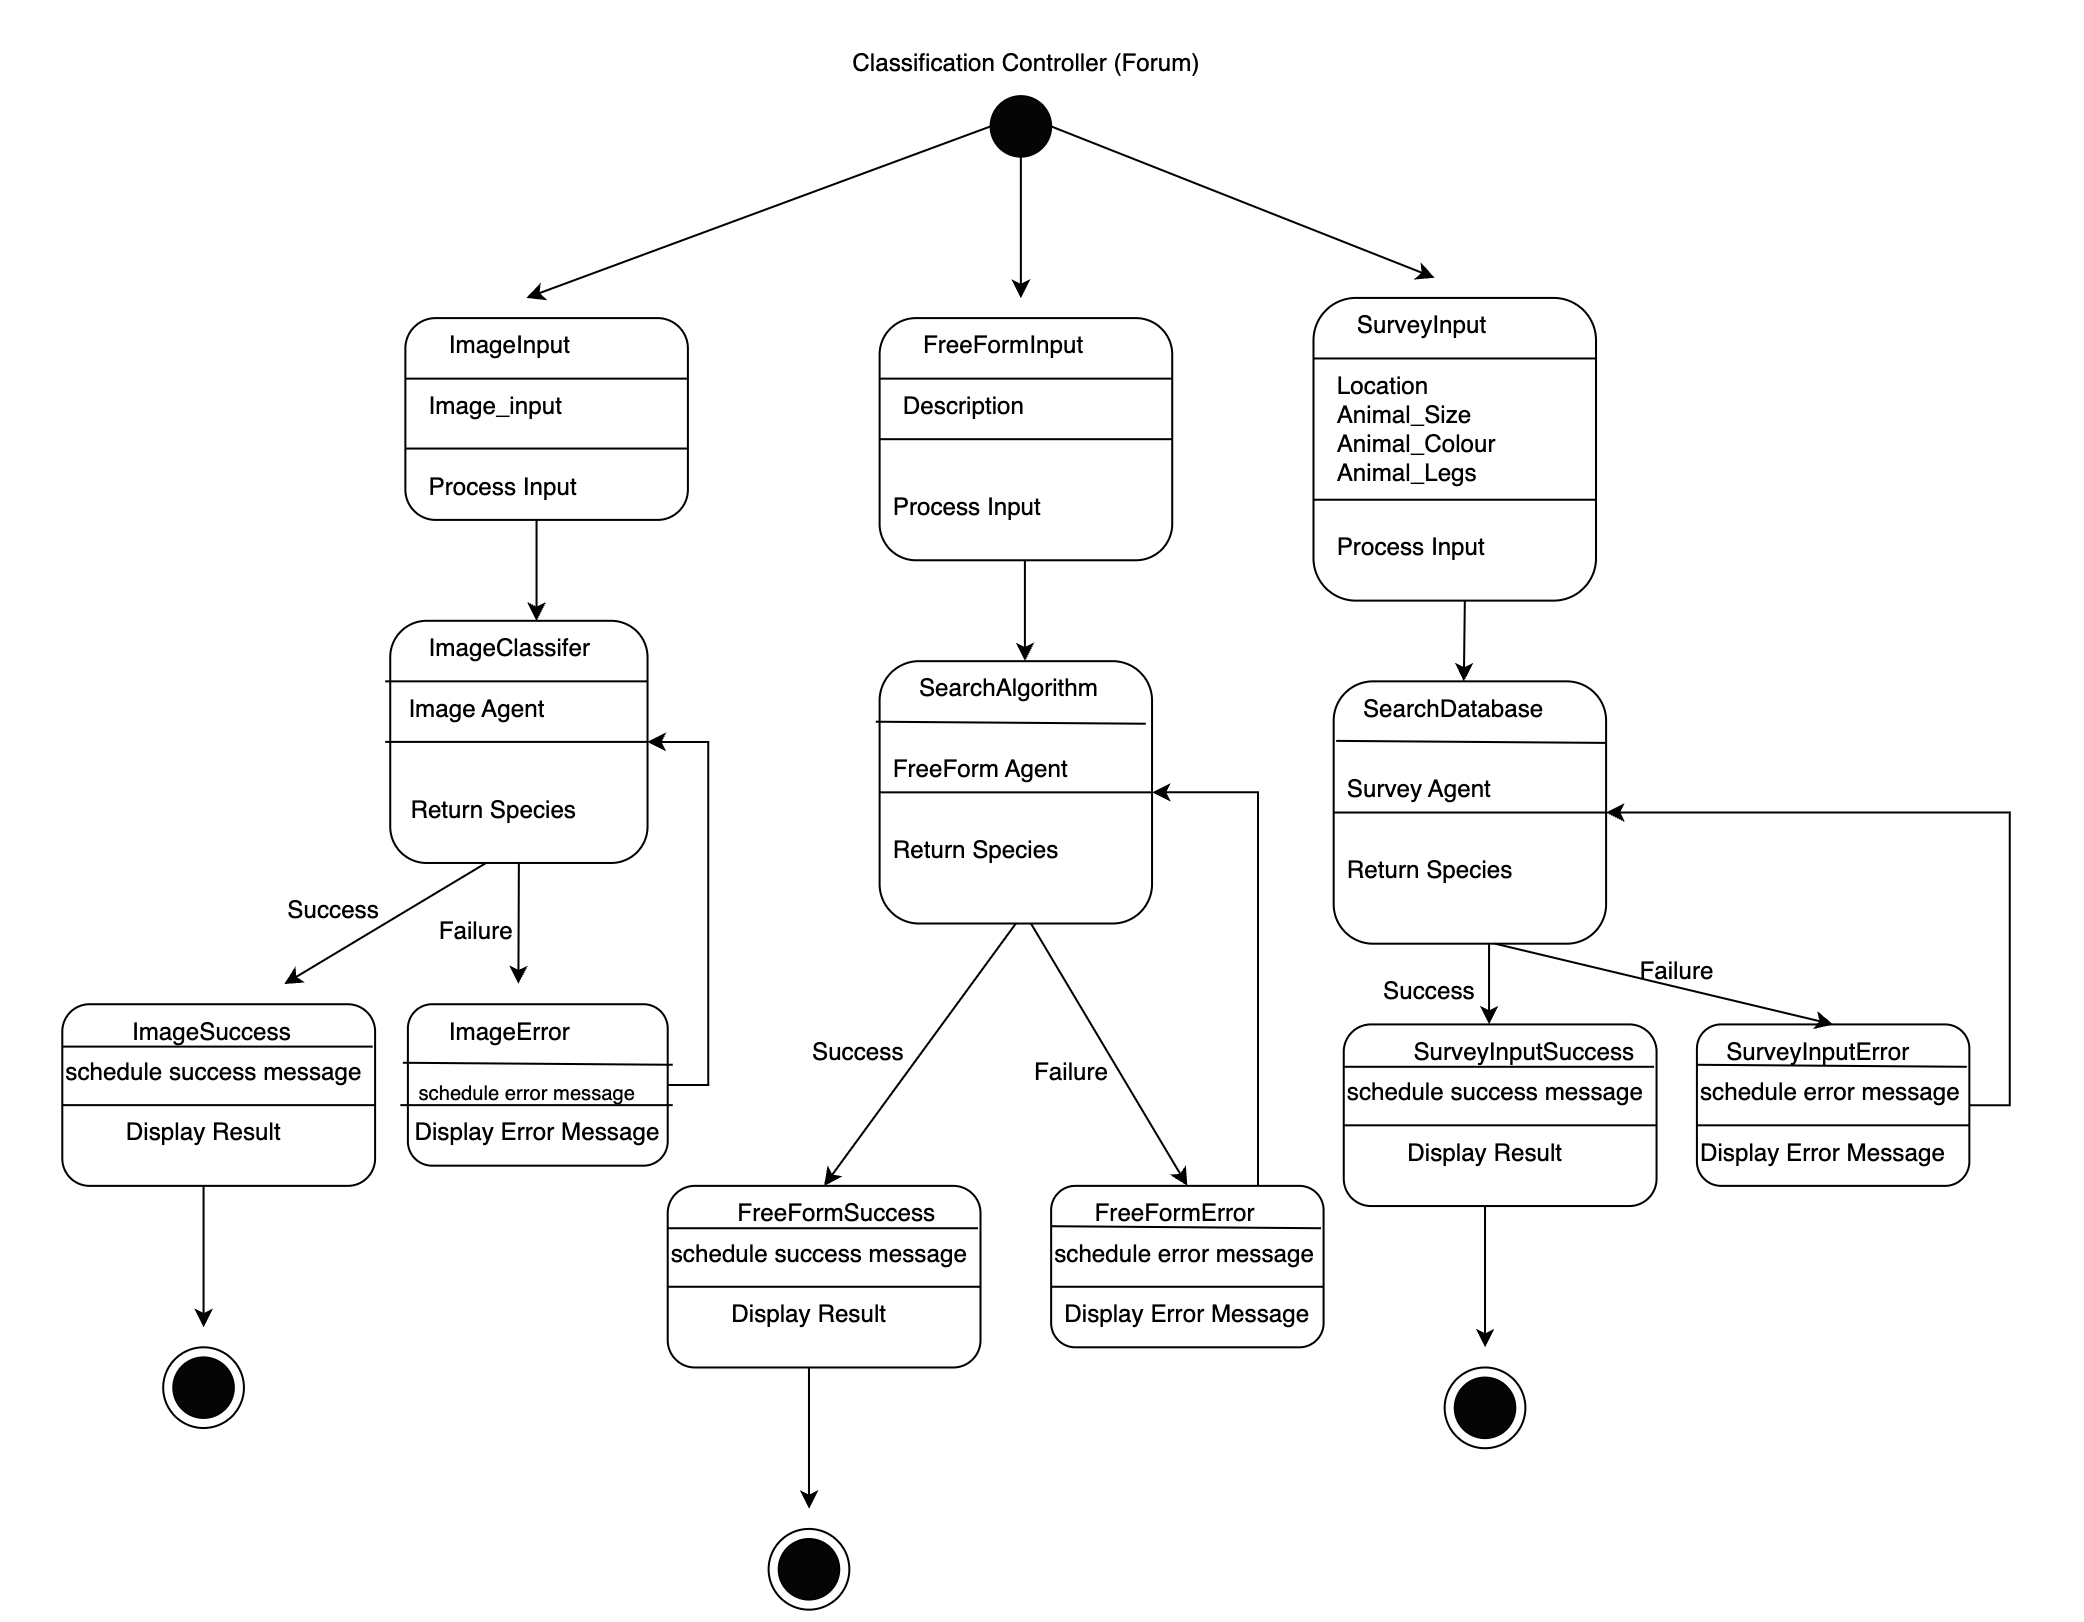 Classification Controller (Forum)
ImageInput
Image_input
Process Input
FreeFormInput
Description
Process Input
SurveyInput
Location
Animal_Size
Animal_Colour
Animal_Legs
Process Input
ImageClassifer
Image Agent
Return Species
SearchAlgorithm
FreeForm Agent
Return Species
SearchDatabase
Survey Agent
Return Species
Success
Failure
Success
Failure
Success
Failure
ImageSuccess
schedule success message
Display Result
ImageError
schedule error message
Display Error Message
FreeFormSuccess
schedule success message
Display Result
FreeFormError
schedule error message
Display Error Message
SurveyInputSuccess
schedule success message
Display Result
SurveyInputError
schedule error message
Display Error Message